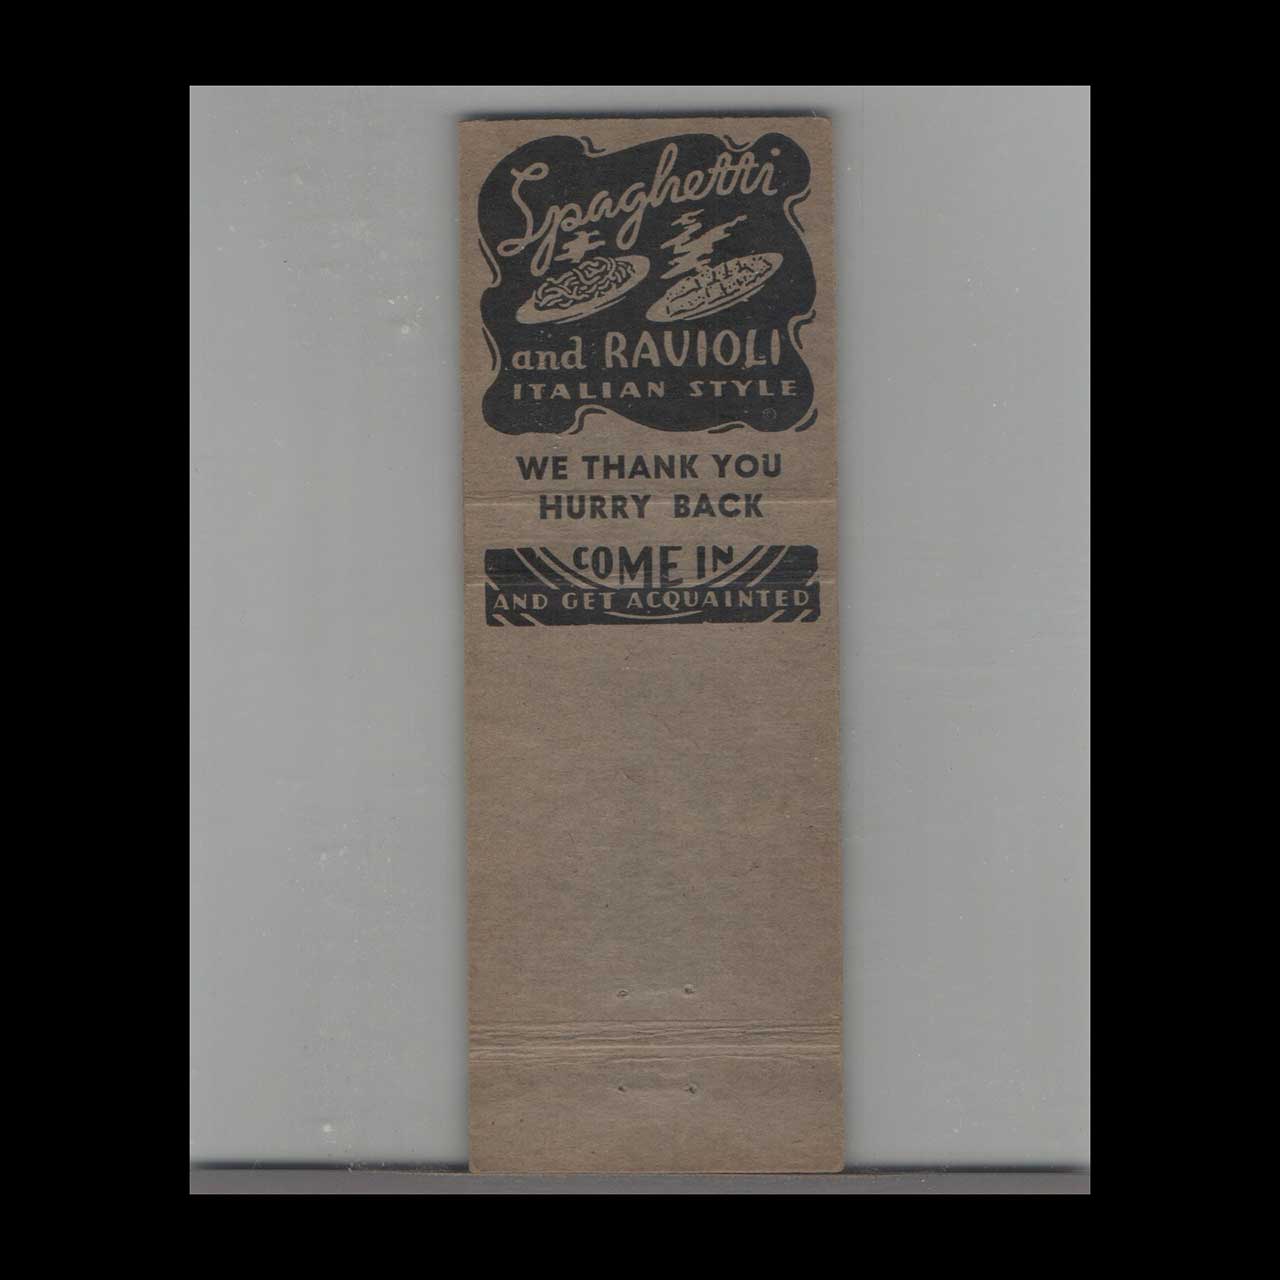 Spaghetti
and RAVIOLI
ITALIAN STYLE
©
WE THANK YOU
HURRY BACK
COME IN
AND GET ACQUAINTED